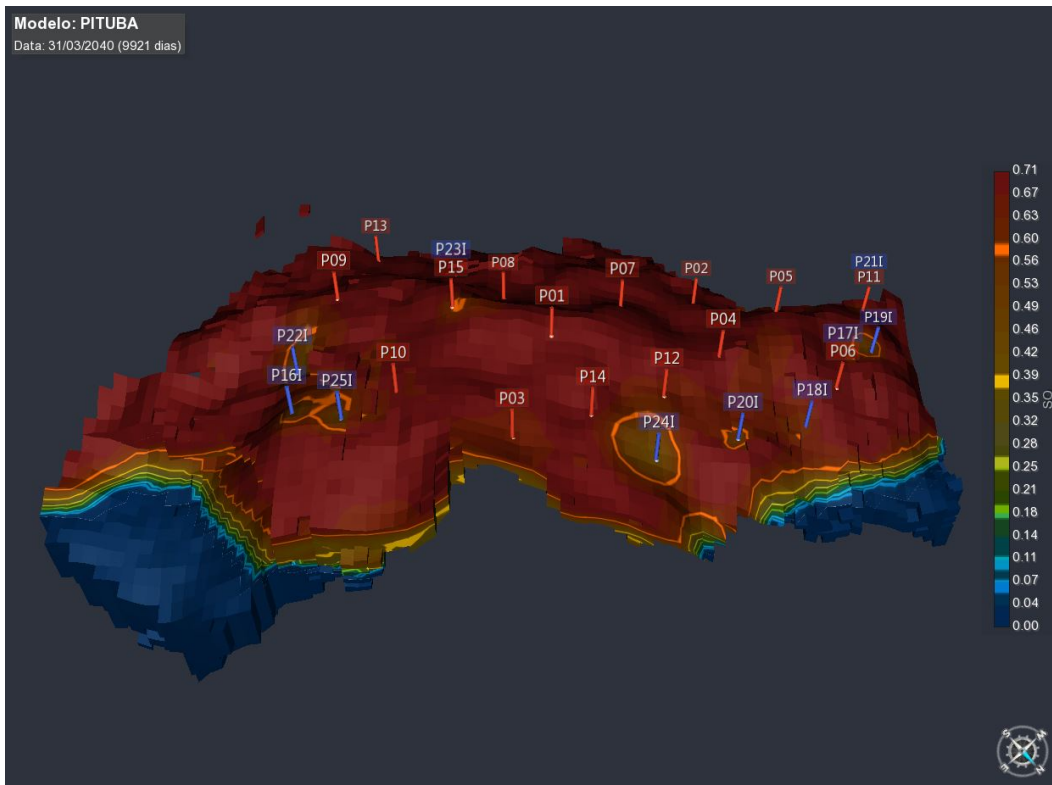 Modelo: PITUBA
Data: 31/03/2040 (9921 dias)
P13
P23I
P09
P15
P08
P07
P02
P05
P21I
P11
P01
P04
P19I
P17I
P06
P22I
P10
P12
P16I
P25I
P14
P03
P18I
P20I
P24I
0.71
0.67
0.63
0.60
0.56
0.53
0.49
0.46
0.42
0.39
0.35
0.32
0.28
0.25
0.21
0.18
0.14
0.11
0.07
0.04
0.00
SO